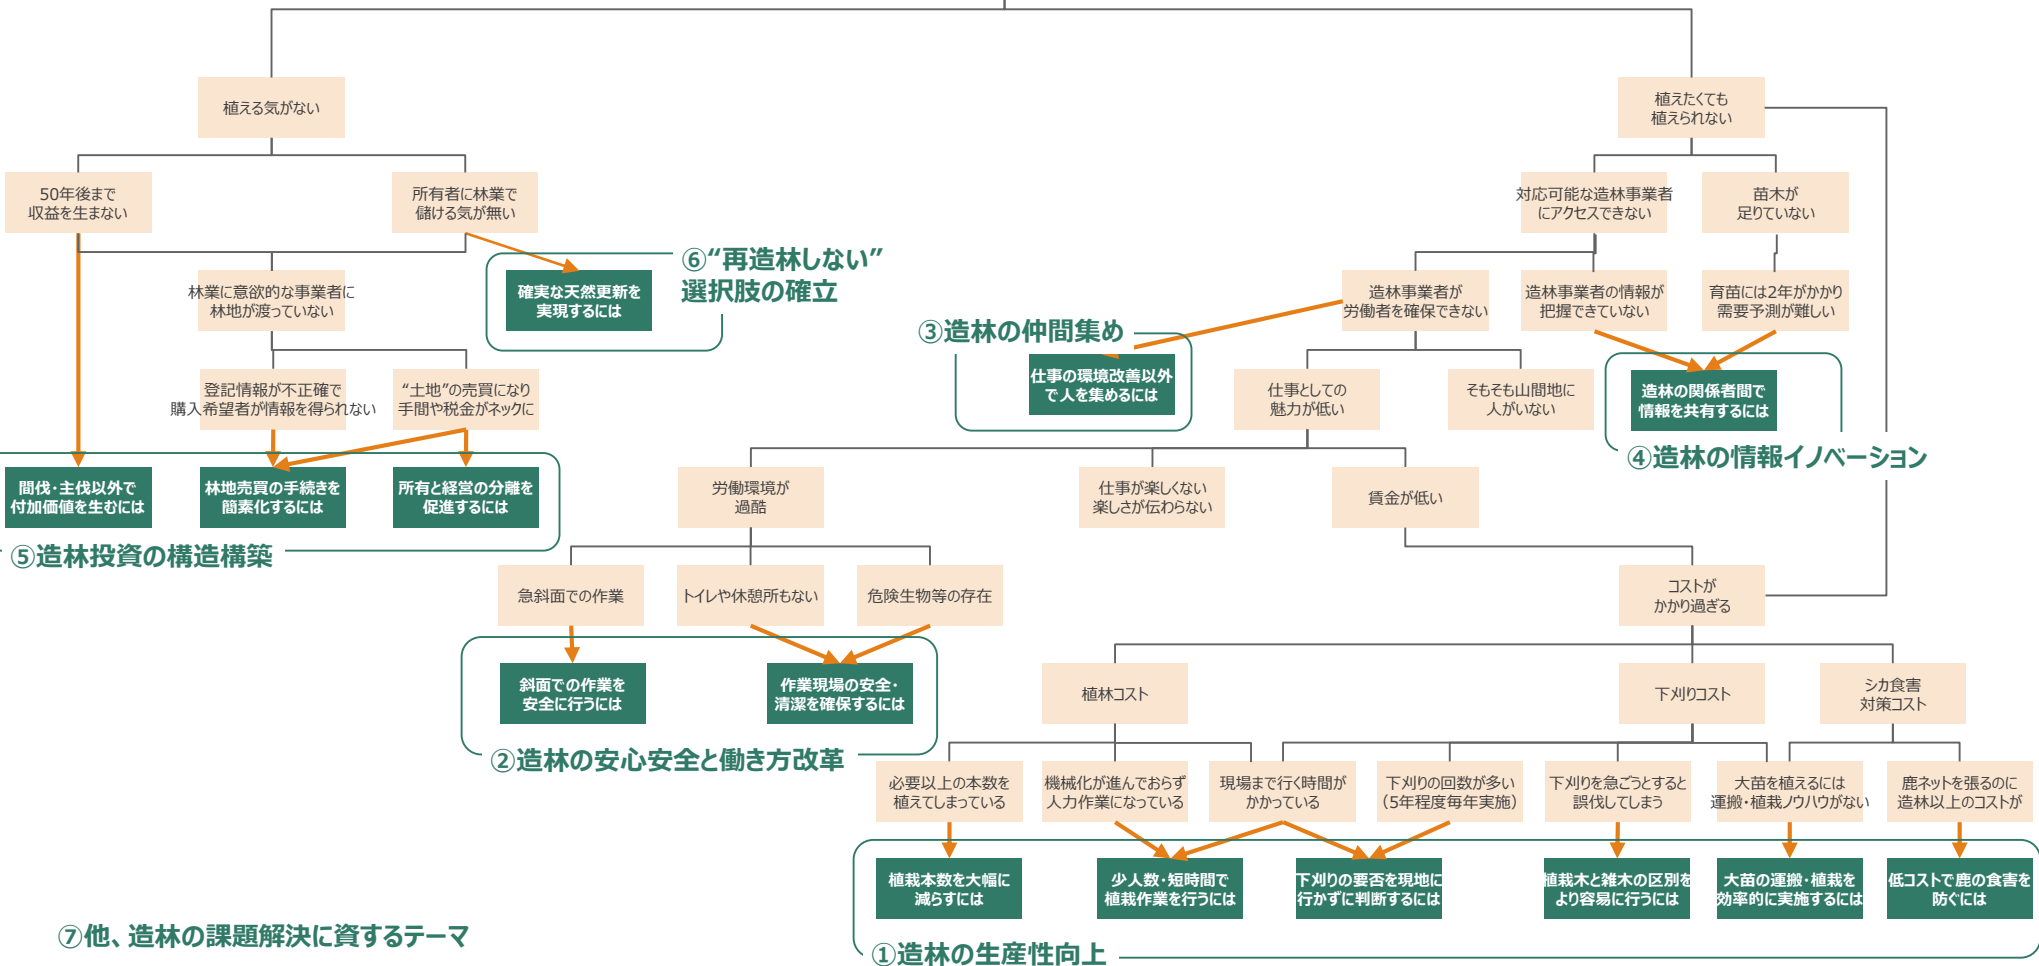 植える気がない
植えたくても
植えられない
50年後まで
収益を生まない
所有者に林業で
儲ける気が無い
対応可能な造林事業者
にアクセスできない
苗木が
足りていない
⑥“再造林しない”
選択肢の確立
林業に意欲的な事業者に
林地が渡っていない
確実な天然更新を
実現するには
造林事業者が
労働者を確保できない
造林事業者の情報が
把握できていない
育苗には2年がかかり
需要予測が難しい
③造林の仲間集め
登記情報が不正確で
購入希望者が情報を得られない
“土地”の売買になり
手間や税金がネックに
仕事の環境改善以外
で人を集めるには
仕事としての
魅力が低い
そもそも山間地に
人がいない
造林の関係者間で
情報を共有するには
④造林の情報イノベーション
間伐・主伐以外で
付加価値を生むには
林地売買の手続きを
簡素化するには
所有と経営の分離を
促進するには
労働環境が
過酷
仕事が楽しくない
楽しさが伝わらない
賃金が低い
⑤造林投資の構造構築
急斜面での作業
トイレや休憩所もない
危険生物等の存在
コストが
かかり過ぎる
斜面での作業を
安全に行うには
作業現場の安全・
清潔を確保するには
植林コスト
下刈りコスト
シカ食害
対策コスト
②造林の安心安全と働き方改革
必要以上の本数を
植えてしまっている
機械化が進んでおらず
人力作業になっている
現場まで行く時間が
かかっている
下刈りの回数が多い
（5年程度毎年実施）
下刈りを急ごうとすると
誤伐してしまう
大苗を植えるには
運搬・植栽ノウハウがない
鹿ネットを張るのに
造林以上のコストが
植栽本数を大幅に
減らすには
少人数・短時間で
植栽作業を行うには
下刈りの要否を現地に
行かずに判断するには
植栽木と雑木の区別を
より容易に行うには
大苗の運搬・植栽を
効率的に実施するには
低コストで鹿の食害を
防ぐには
⑦他、造林の課題解決に資するテーマ
①造林の生産性向上